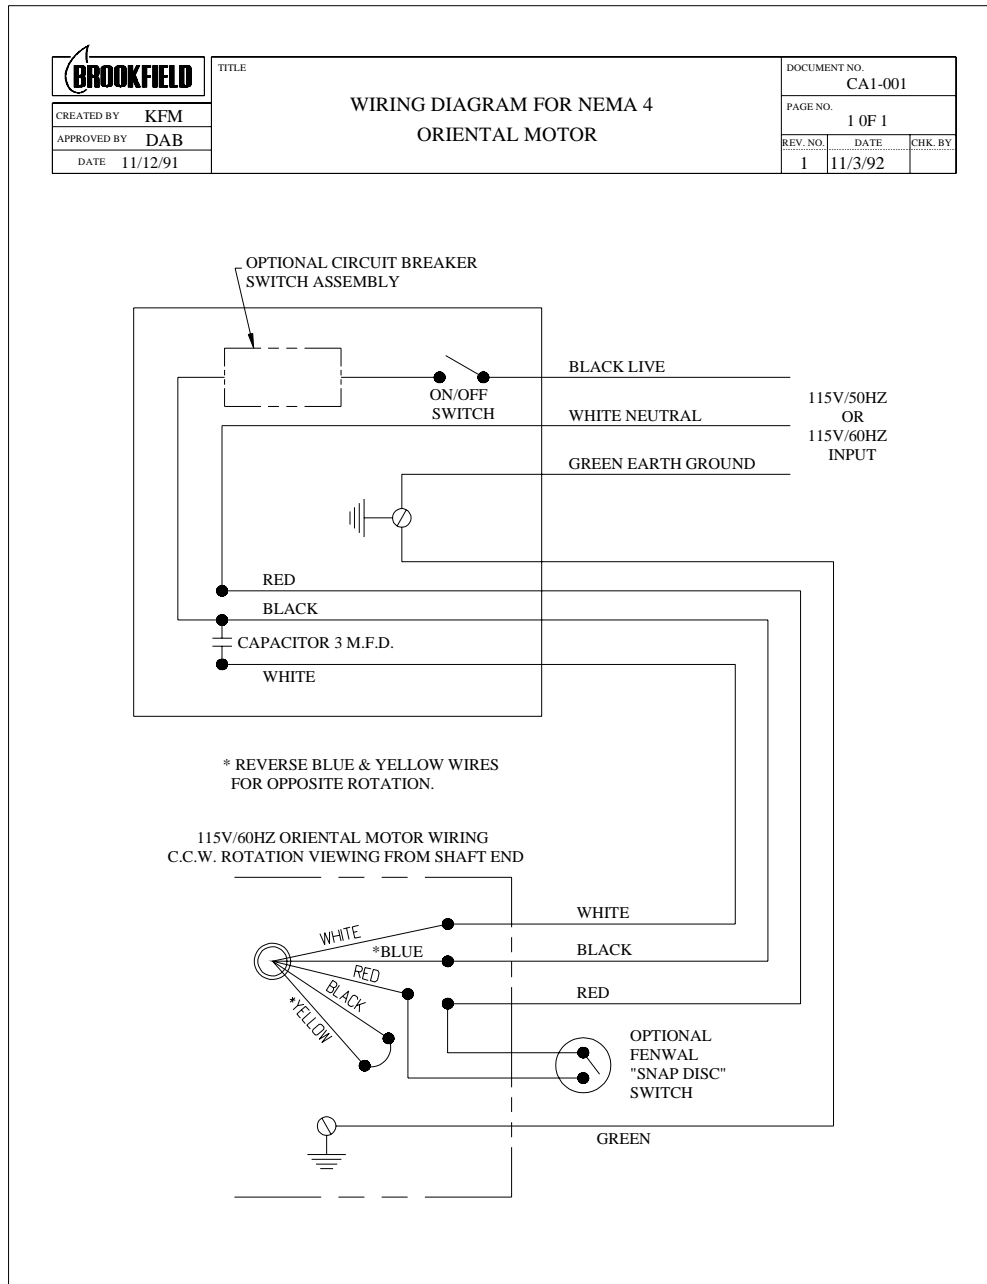 BROOKFIELD
CREATED BY KFM
APPROVED BY DAB
DATE 11/12/91
TITLE
WIRING DIAGRAM FOR NEMA 4
ORIENTAL MOTOR
DOCUMENT NO.
CA1-001
PAGE NO.
1 0F 1
REV. NO. DATE CHK. BY
1 11/3/92
OPTIONAL CIRCUIT BREAKER
SWITCH ASSEMBLY
ON/OFF
SWITCH
BLACK LIVE
WHITE NEUTRAL
GREEN EARTH GROUND
115V/50HZ
OR
115V/60HZ
INPUT
RED
BLACK
CAPACITOR 3 M.F.D.
WHITE
* REVERSE BLUE & YELLOW WIRES
FOR OPPOSITE ROTATION.
115V/60HZ ORIENTAL MOTOR WIRING
C.C.W. ROTATION VIEWING FROM SHAFT END
WHITE
*BLUE
RED
BLACK
*YELLOW
WHITE
BLACK
RED
OPTIONAL
FENWAL
"SNAP DISC"
SWITCH
GREEN